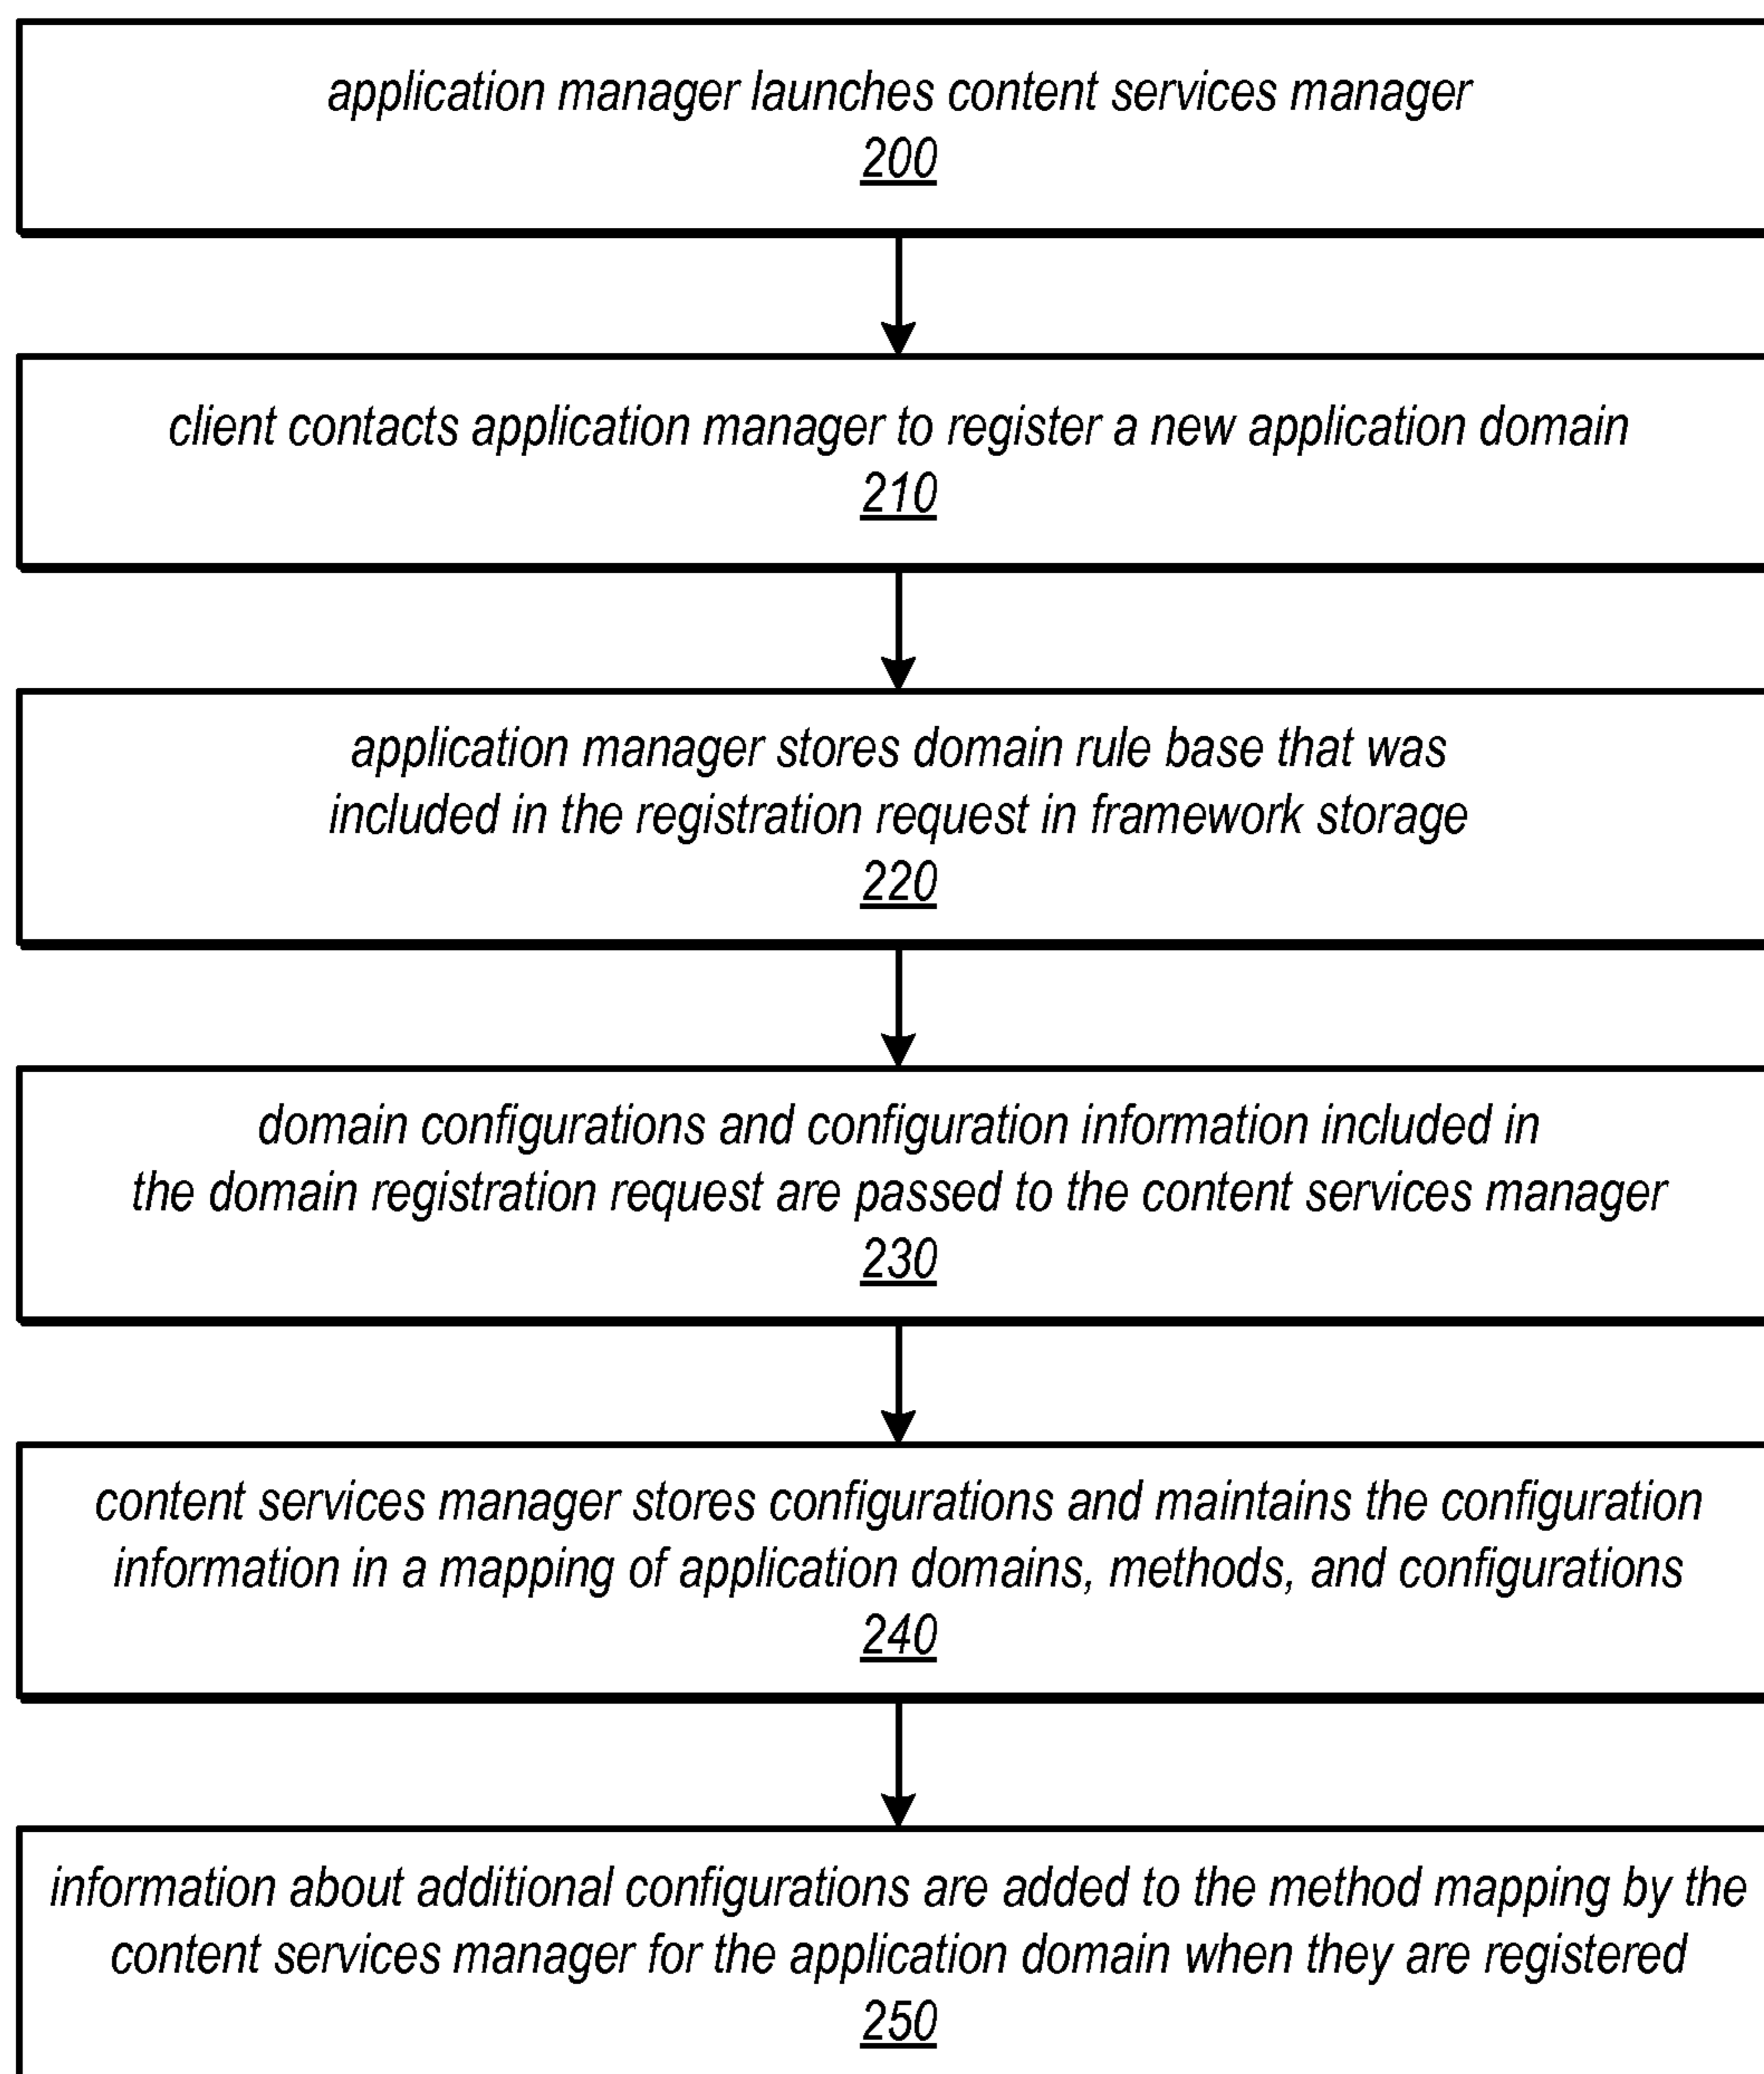 application manager launches content services manager
200
client contacts application manager to register a new application domain
210
application manager stores domain rule base that was
included in the registration request in framework storage
220
domain configurations and configuration information included in
the domain registration request are passed to the content services manager
230
content services manager stores configurations and maintains the configuration
information in a mapping of application domains, methods, and configurations
240
information about additional configurations are added to the method mapping by the
content services manager for the application domain when they are registered
250